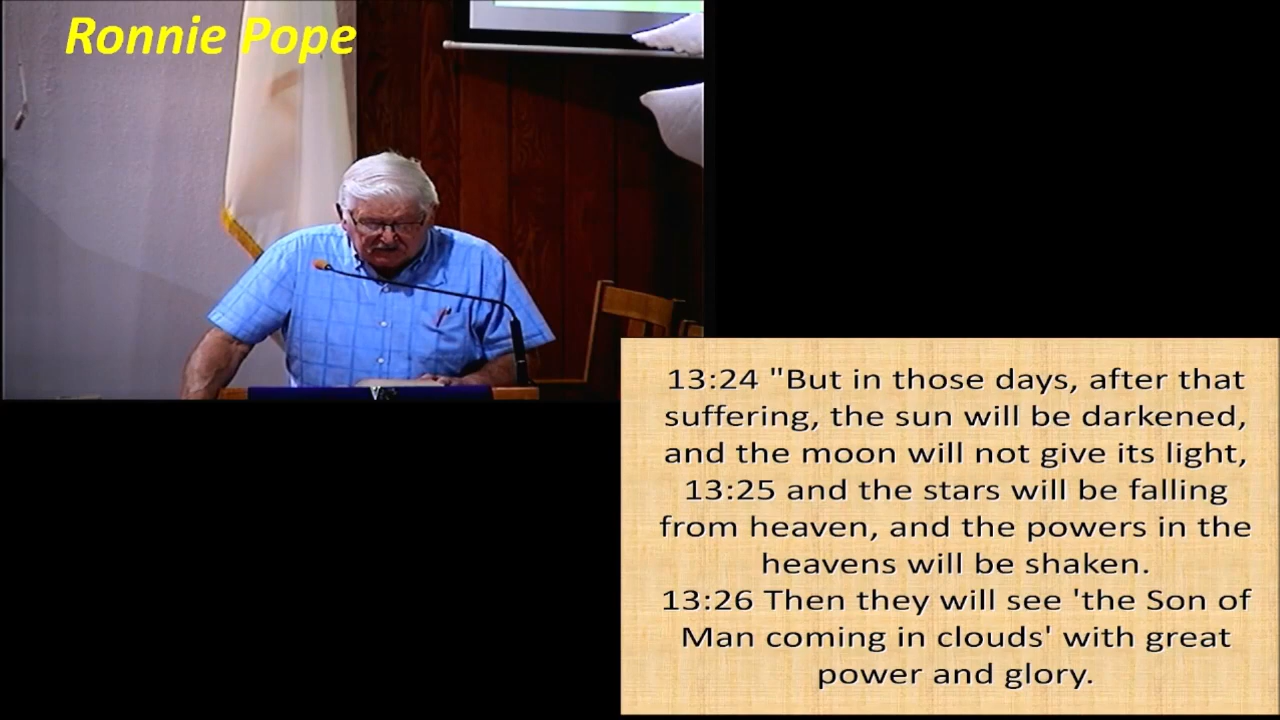 Ronnie Pope
13:24 "But in those days, after that
suffering, the sun will be darkened,
and the moon will not give its light,
13:25 and the stars will be falling
from heaven, and the powers in the
heavens will be shaken.
13:26 Then they will see 'the Son of
Man coming in clouds' with great
power and glory.